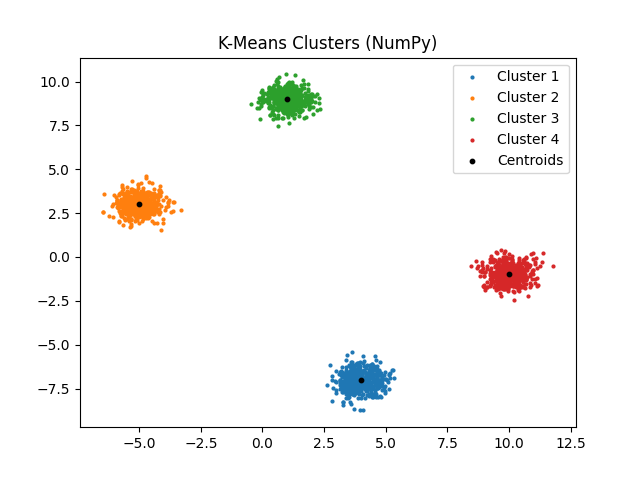 K-Means Clusters (NumPy)
10.0
7.5
5.0
2.5
0.0
−2.5
−5.0
−7.5
Cluster 1
Cluster 2
Cluster 3
Cluster 4
Centroids
−5.0 −2.5 0.0 2.5 5.0 7.5 10.0 12.5